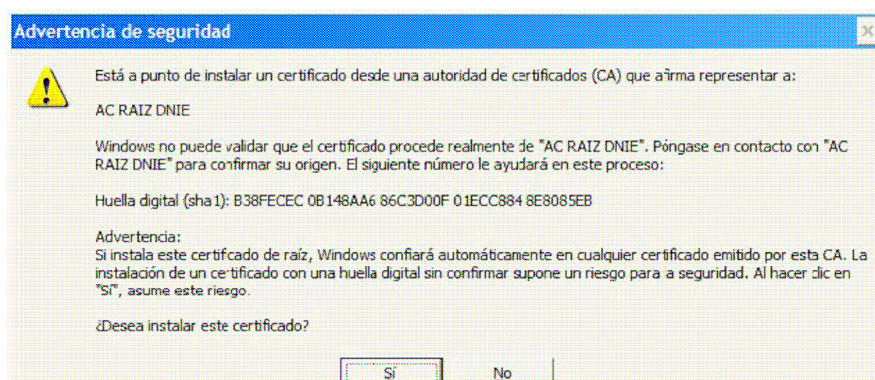 Advertencia de seguridad
Está a punto de instalar un certificado desde una autoridad de certificados (CA) que afirma representar a:
AC RAIZ DNIE
Windows no puede validar que el certificado procede realmente de "AC RAIZ DNIE". Póngase en contacto con "AC
RAIZ DNIE" para confirmar su origen. El siguiente número le ayudará en este proceso:
Huella digital (sha1): B38FECEC 0B148AA6 86C3D00F 01ECC884 8E8085EB
Advertencia:
Si instala este certificado de raíz, Windows confiará automáticamente en cualquier certificado emitido por esta CA. La
instalación de un certificado con una huella digital sin confirmar supone un riesgo para a seguridad. Al hacer clic en
"Sí", asume este riesgo.
¿Desea instalar este certificado?
Sí No